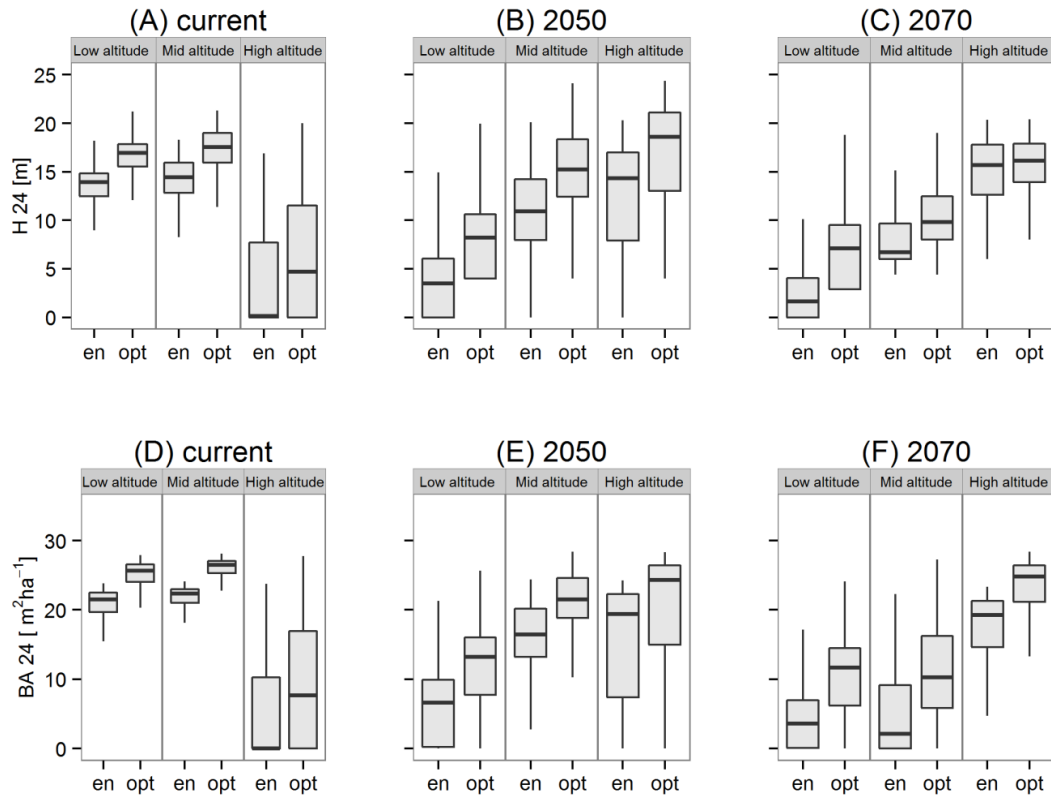 (A) current (B) 2050 (C) 2070
Low altitude Mid altitude High altitude Low altitude Mid altitude High altitude Low altitude Mid altitude High altitude
25
20
15
10
5
0
H 24 [m]
en opt en opt en opt en opt en opt en opt en opt en opt en opt
(D) current (E) 2050 (F) 2070
Low altitude Mid altitude High altitude Low altitude Mid altitude High altitude Low altitude Mid altitude High altitude
30
20
10
0
BA 24 [ m²ha⁻¹]
en opt en opt en opt en opt en opt en opt en opt en opt en opt